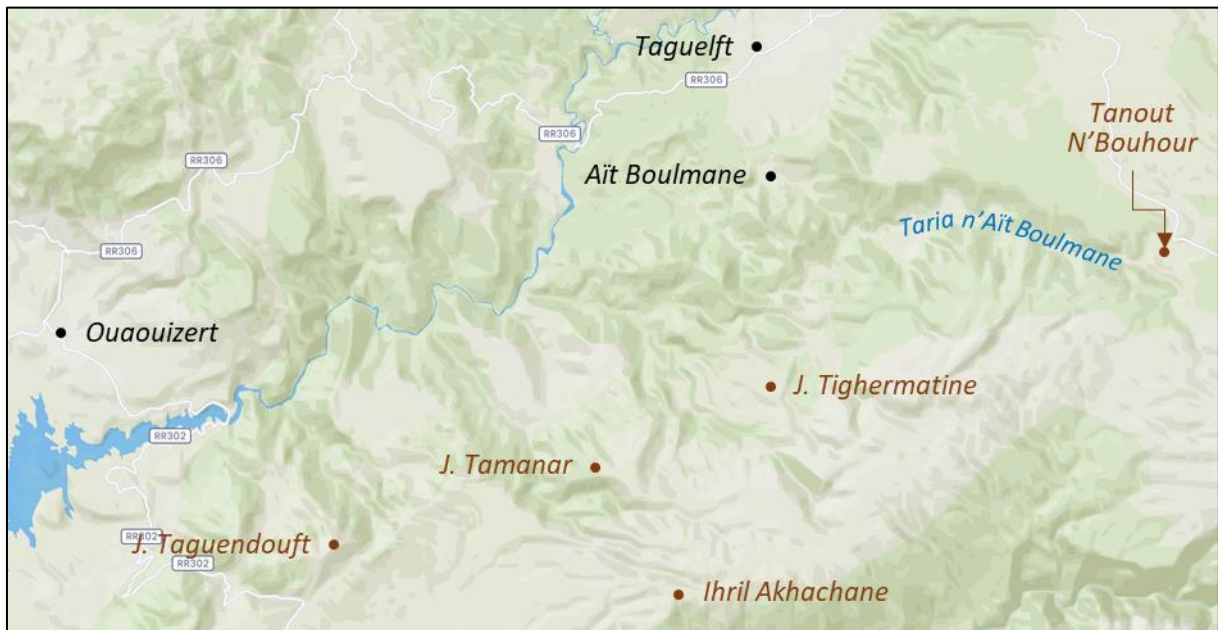 Taguelft
RR306
RR306
Tanout
N'Bouhour
RR306
Aït Boulmane
Taria n'Aït Boulmane
RR306
Ouaouizert
J. Tighermatine
RR302
J. Tamanar
RR302
J. Taguendouft
RR302
Ihril Akhachane